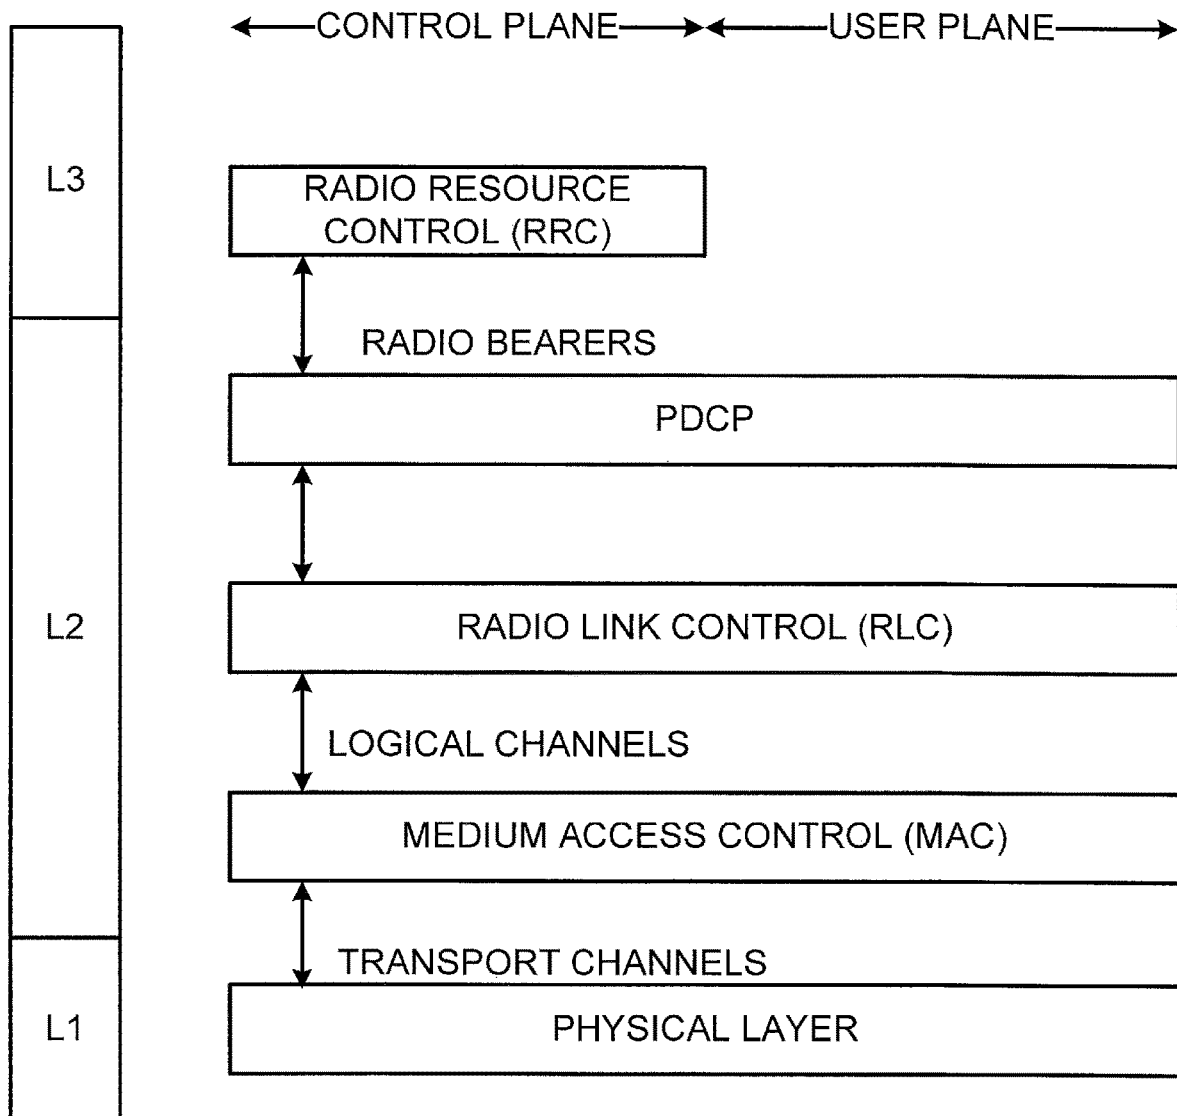 CONTROL PLANE
USER PLANE
L3
RADIO RESOURCE
CONTROL (RRC)
RADIO BEARERS
PDCP
L2
RADIO LINK CONTROL (RLC)
LOGICAL CHANNELS
MEDIUM ACCESS CONTROL (MAC)
TRANSPORT CHANNELS
L1
PHYSICAL LAYER